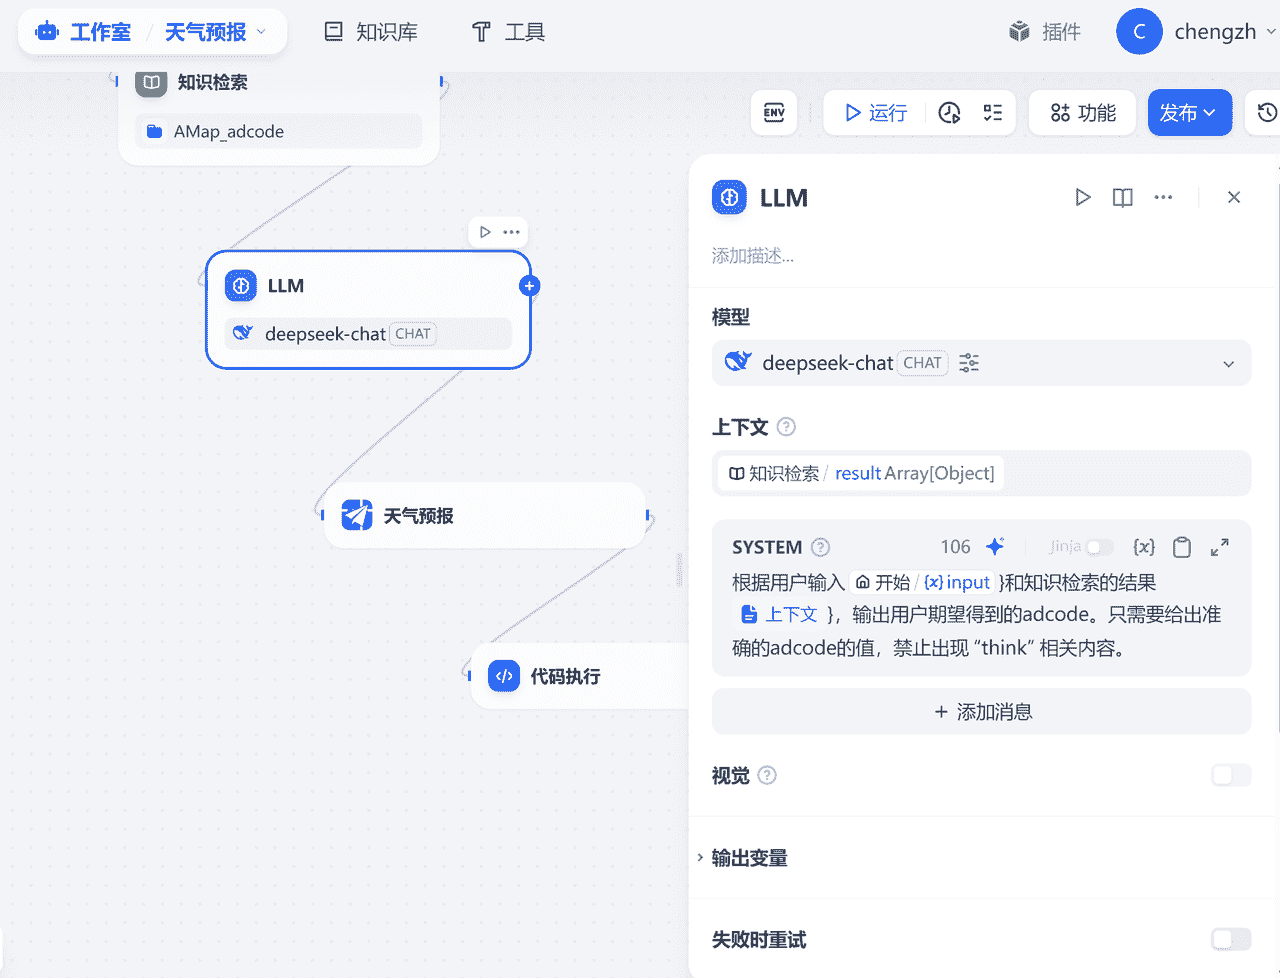 工作室 / 天气预报
知识库
工具
插件
C
chengzh
知识检索
AMap_adcode
ENV
运行
功能
发布
LLM
deepseek-chat CHAT
天气预报
代码执行
LLM
添加描述...
模型
deepseek-chat CHAT
上下文
知识检索 / result Array[Object]
SYSTEM 106 Jinja {x}
根据用户输入 开始 / {x} input }和知识检索的结果
上下文 }，输出用户期望得到的adcode。只需要给出准
确的adcode的值，禁止出现 “think” 相关内容。
+ 添加消息
视觉
输出变量
失败时重试